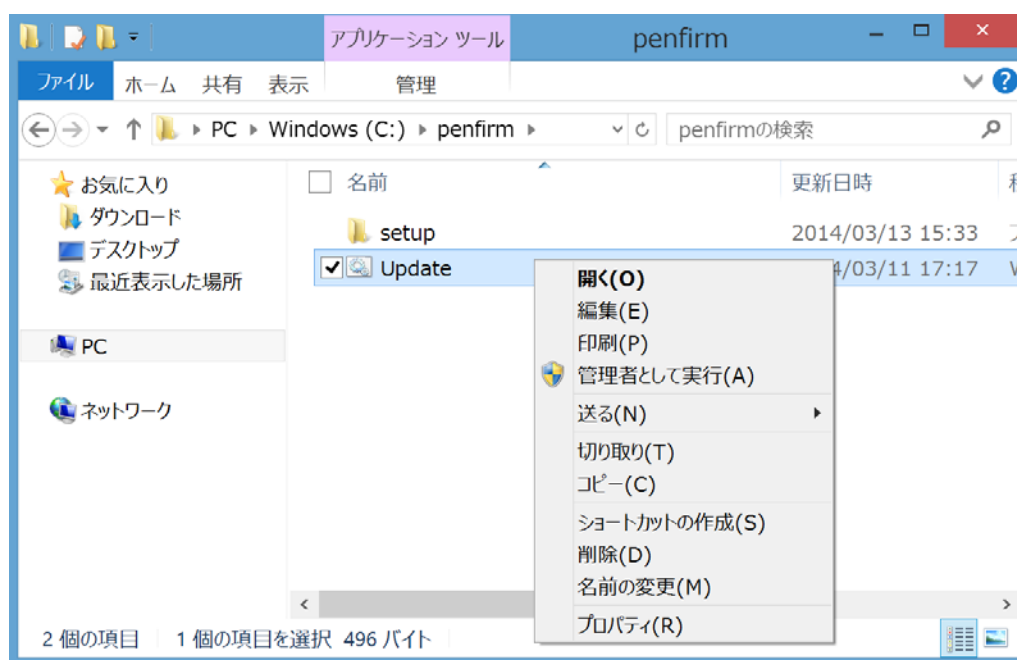 アプリケーション ツール
penfirm
ファイル ホーム 共有 表示 管理
PC Windows (C:) penfirm penfirmの検索
お気に入り
ダウンロード
デスクトップ
最近表示した場所
PC
ネットワーク
名前 更新日時
setup 2014/03/13 15:33
Update 4/03/11 17:17
開く(O)
編集(E)
印刷(P)
管理者として実行(A)
送る(N)
切り取り(T)
コピー(C)
ショートカットの作成(S)
削除(D)
名前の変更(M)
プロパティ(R)
2 個の項目 1 個の項目を選択 496 バイト